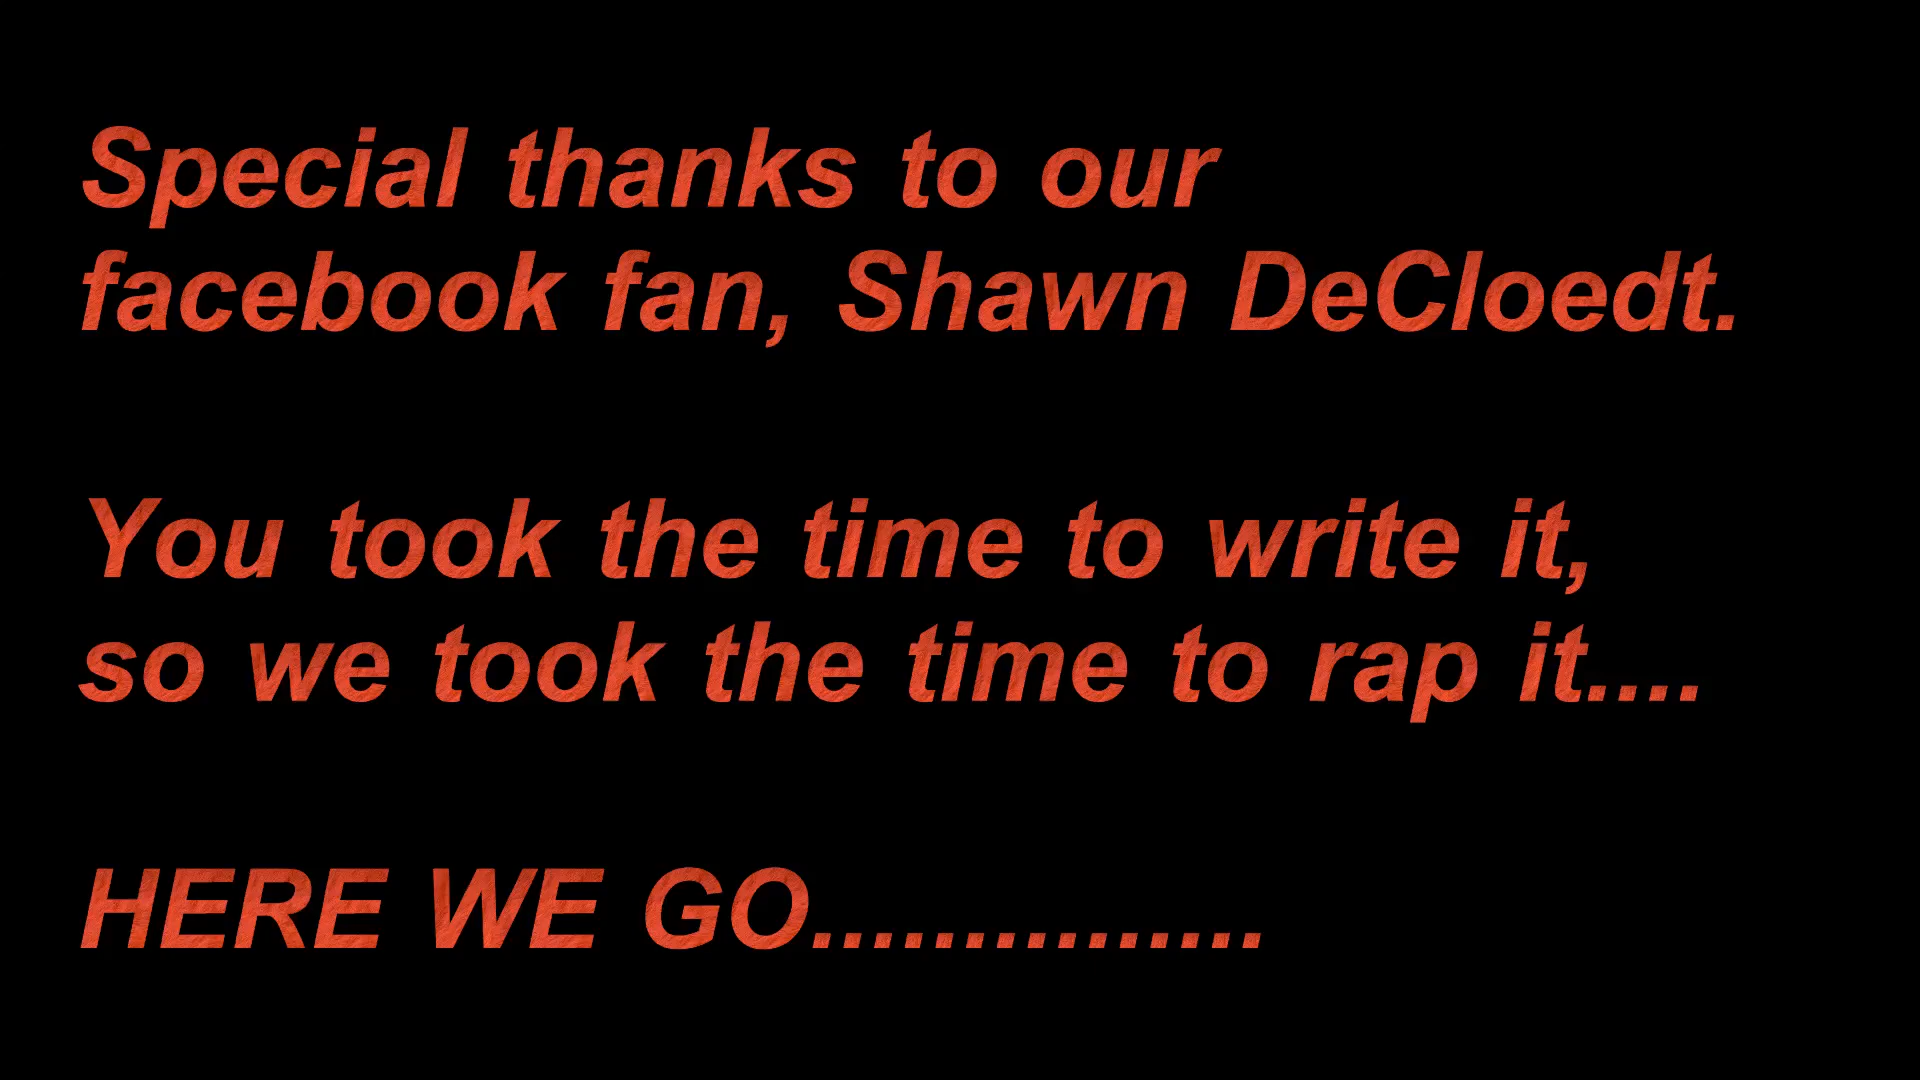 Special thanks to our
facebook fan, Shawn DeCloedt.
You took the time to write it,
so we took the time to rap it....
HERE WE GO...............